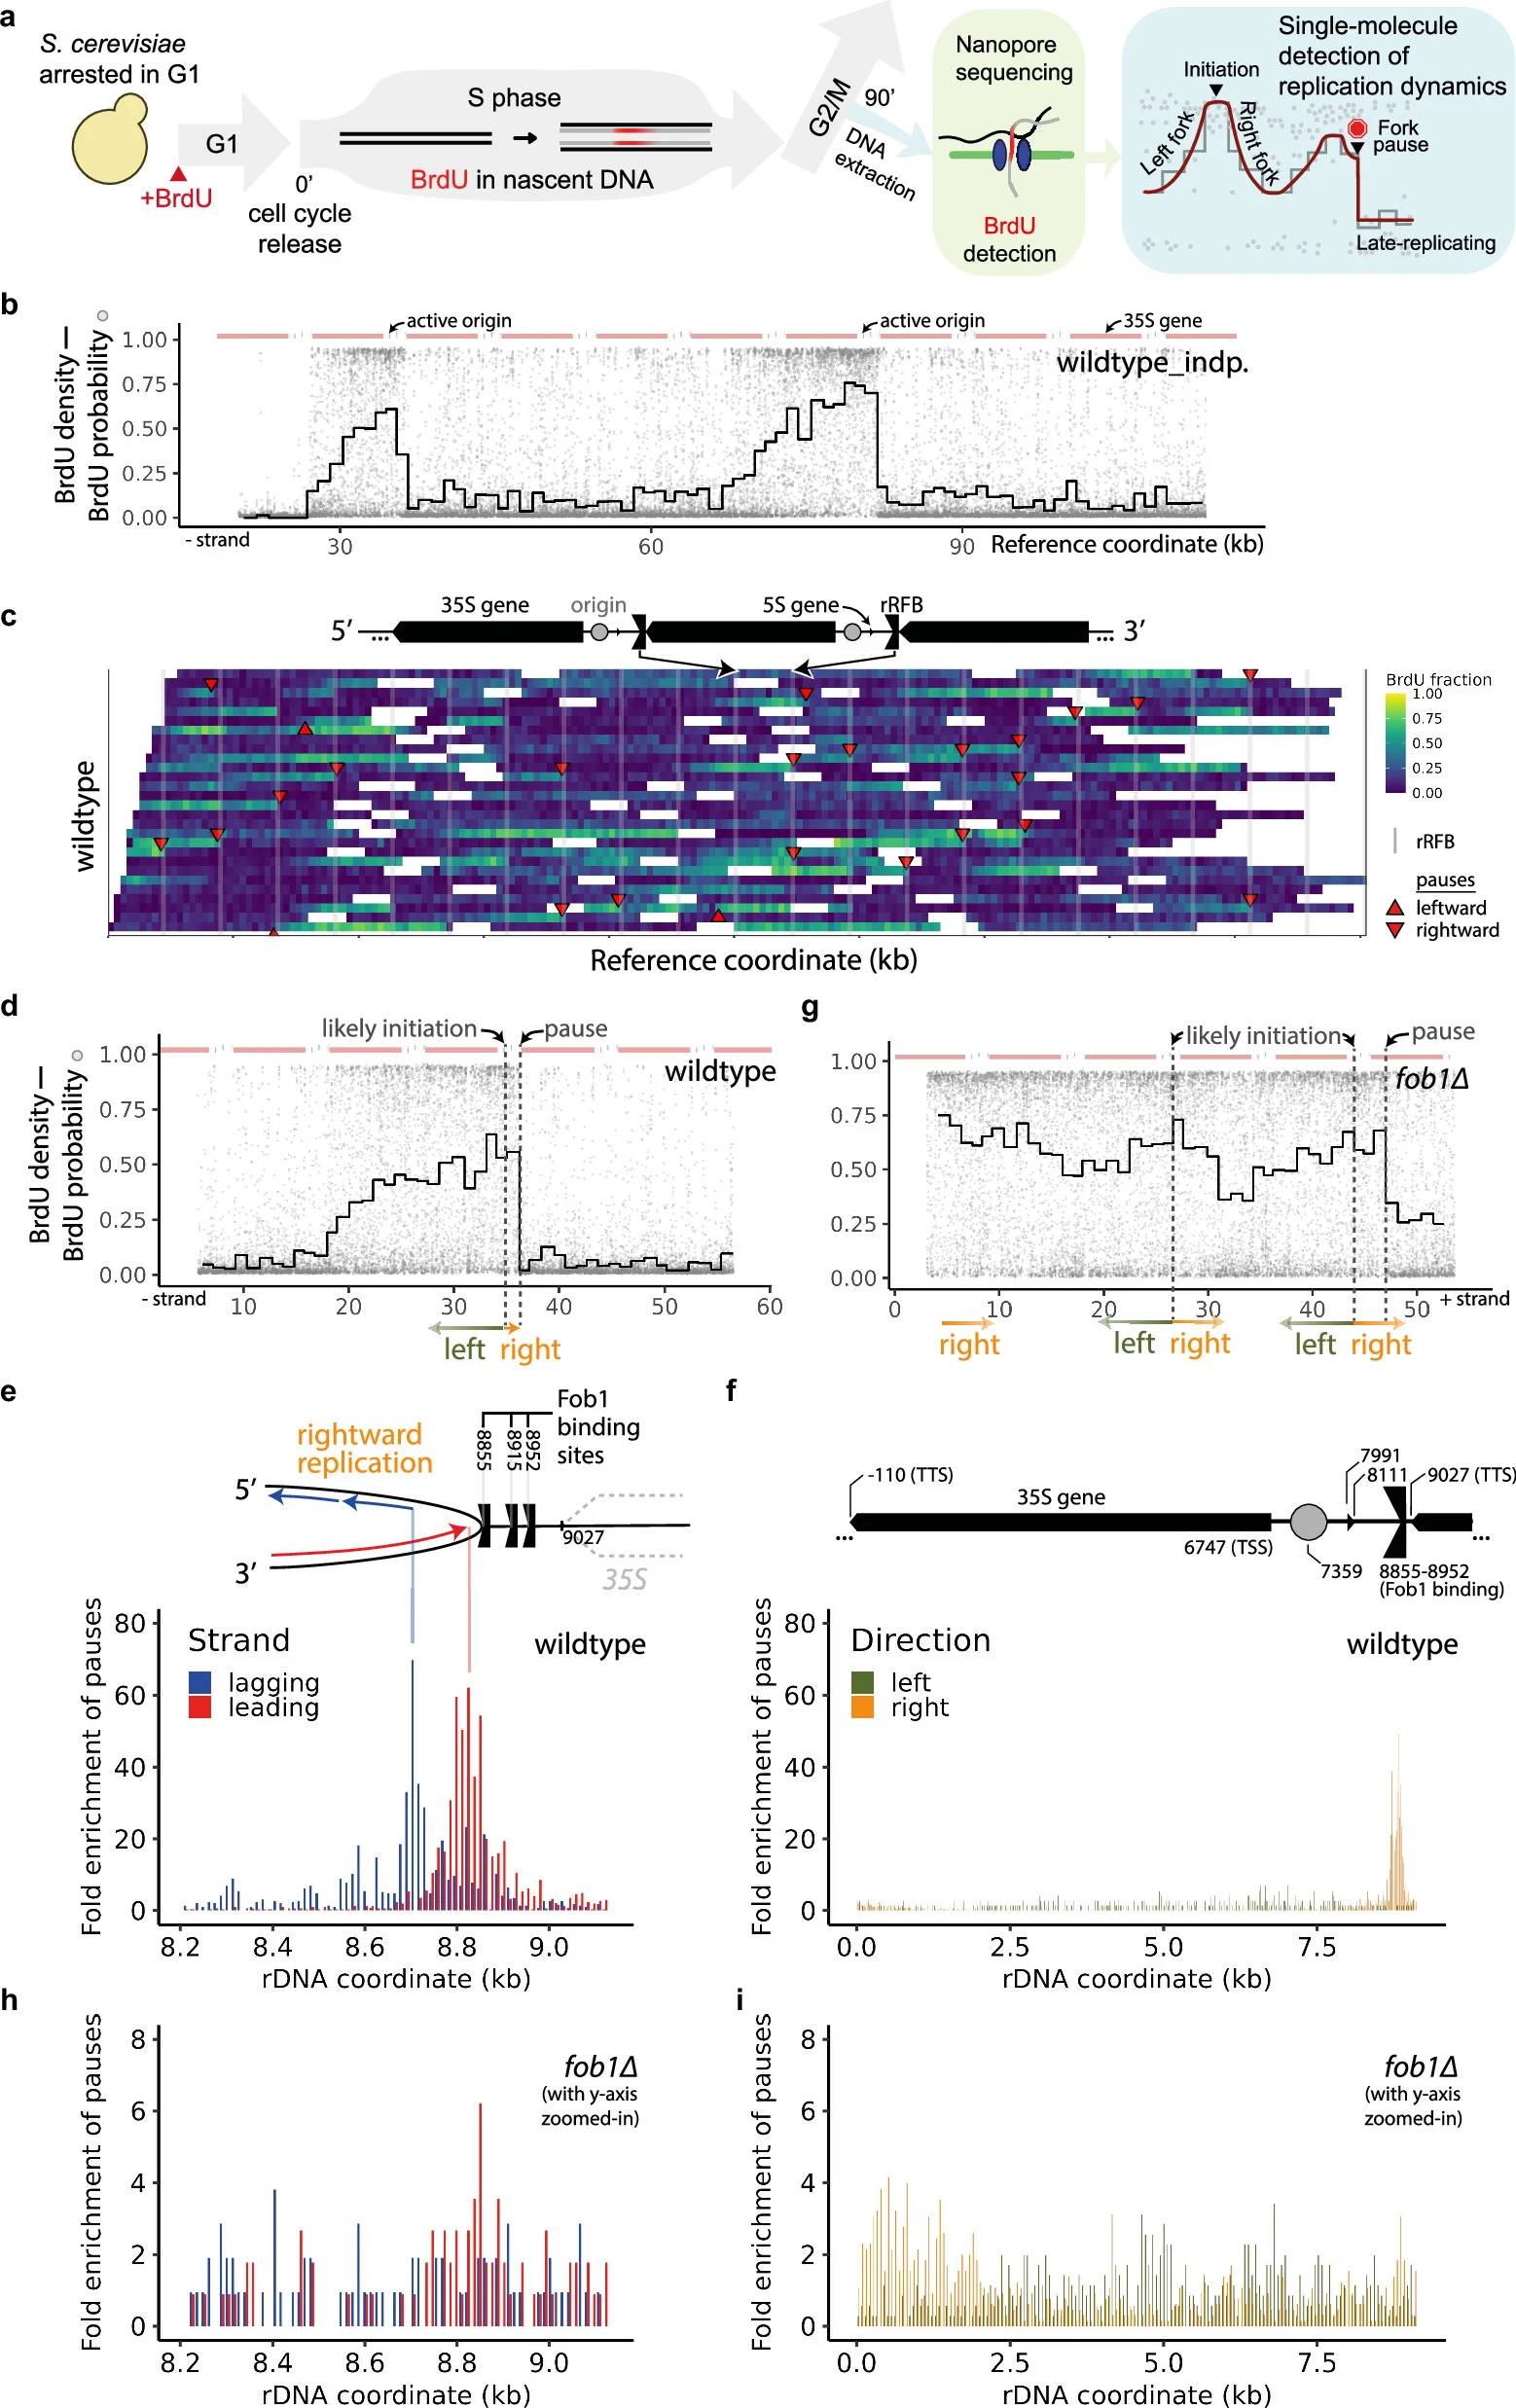 a
S. cerevisiae
arrested in G1
+BrdU
G1
0’
cell cycle
release
S phase
BrdU in nascent DNA
G2/M
90’
DNA
extraction
Nanopore
sequencing
BrdU
detection
Single-molecule
detection of
replication dynamics
Initiation
Left fork
Right fork
Fork
pause
Late-replicating
b
BrdU density —
BrdU probability
1.00
0.75
0.50
0.25
0.00
active origin
active origin
35S gene
wildtype_indp.
- strand
30
60
90
Reference coordinate (kb)
c
5’
...
35S gene
origin
5S gene
rRFB
...
3’
wildtype
Reference coordinate (kb)
BrdU fraction
1.00
0.75
0.50
0.25
0.00
rRFB
pauses
leftward
rightward
d
BrdU density —
BrdU probability
1.00
0.75
0.50
0.25
0.00
likely initiation
pause
wildtype
- strand
10
20
30
40
50
60
left
right
g
1.00
0.75
0.50
0.25
0.00
likely initiation
pause
fob1Δ
0
10
20
30
40
50
+ strand
right
left
right
left
right
e
rightward
replication
5’
3’
8855
8915
8952
Fob1
binding
sites
9027
35S
Fold enrichment of pauses
80
60
40
20
0
Strand
lagging
leading
wildtype
8.2
8.4
8.6
8.8
9.0
rDNA coordinate (kb)
f
-110 (TTS)
35S gene
7991
8111
9027 (TTS)
...
...
6747 (TSS)
7359
8855-8952
(Fob1 binding)
Fold enrichment of pauses
80
60
40
20
0
Direction
left
right
wildtype
0.0
2.5
5.0
7.5
rDNA coordinate (kb)
h
Fold enrichment of pauses
8
6
4
2
0
fob1Δ
(with y-axis
zoomed-in)
8.2
8.4
8.6
8.8
9.0
rDNA coordinate (kb)
i
Fold enrichment of pauses
8
6
4
2
0
fob1Δ
(with y-axis
zoomed-in)
0.0
2.5
5.0
7.5
rDNA coordinate (kb)